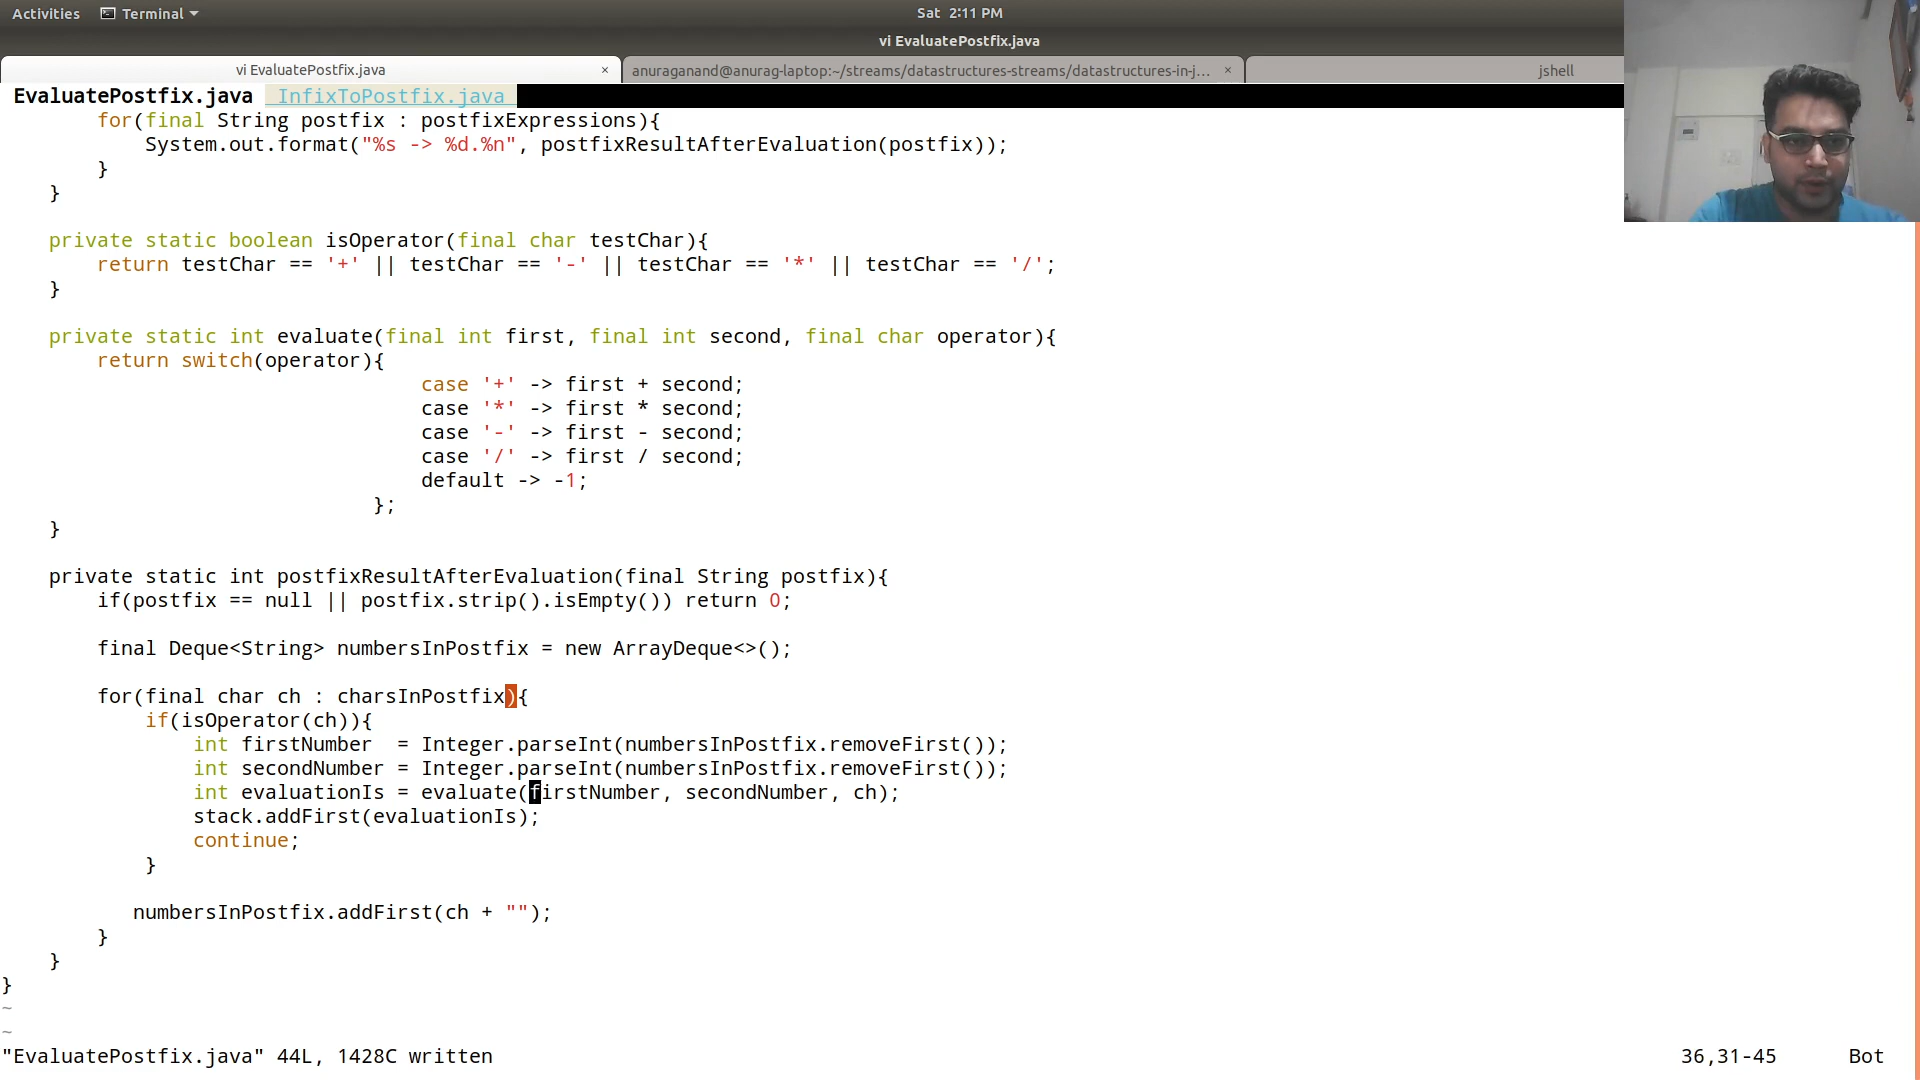 Activities Terminal Sat 2:11 PM
vi EvaluatePostfix.java
vi EvaluatePostfix.java × anuraganand@anurag-laptop:~/streams/datastructures-streams/datastructures-in-j... × jshell
EvaluatePostfix.java InfixToPostfix.java
        for(final String postfix : postfixExpressions){
            System.out.format("%s -> %d.%n", postfixResultAfterEvaluation(postfix));
        }
    }
    private static boolean isOperator(final char testChar){
        return testChar == '+' || testChar == '-' || testChar == '*' || testChar == '/';
    }
    private static int evaluate(final int first, final int second, final char operator){
        return switch(operator){
                                   case '+' -> first + second;
                                   case '*' -> first * second;
                                   case '-' -> first - second;
                                   case '/' -> first / second;
                                   default -> -1;
                               };
    }
    private static int postfixResultAfterEvaluation(final String postfix){
        if(postfix == null || postfix.strip().isEmpty()) return 0;
        final Deque<String> numbersInPostfix = new ArrayDeque<>();
        for(final char ch : charsInPostfix){
            if(isOperator(ch)){
                int firstNumber  = Integer.parseInt(numbersInPostfix.removeFirst());
                int secondNumber = Integer.parseInt(numbersInPostfix.removeFirst());
                int evaluationIs = evaluate(firstNumber, secondNumber, ch);
                stack.addFirst(evaluationIs);
                continue;
            }
           numbersInPostfix.addFirst(ch + "");
        }
    }
}
~
~
"EvaluatePostfix.java" 44L, 1428C written 36,31-45 Bot